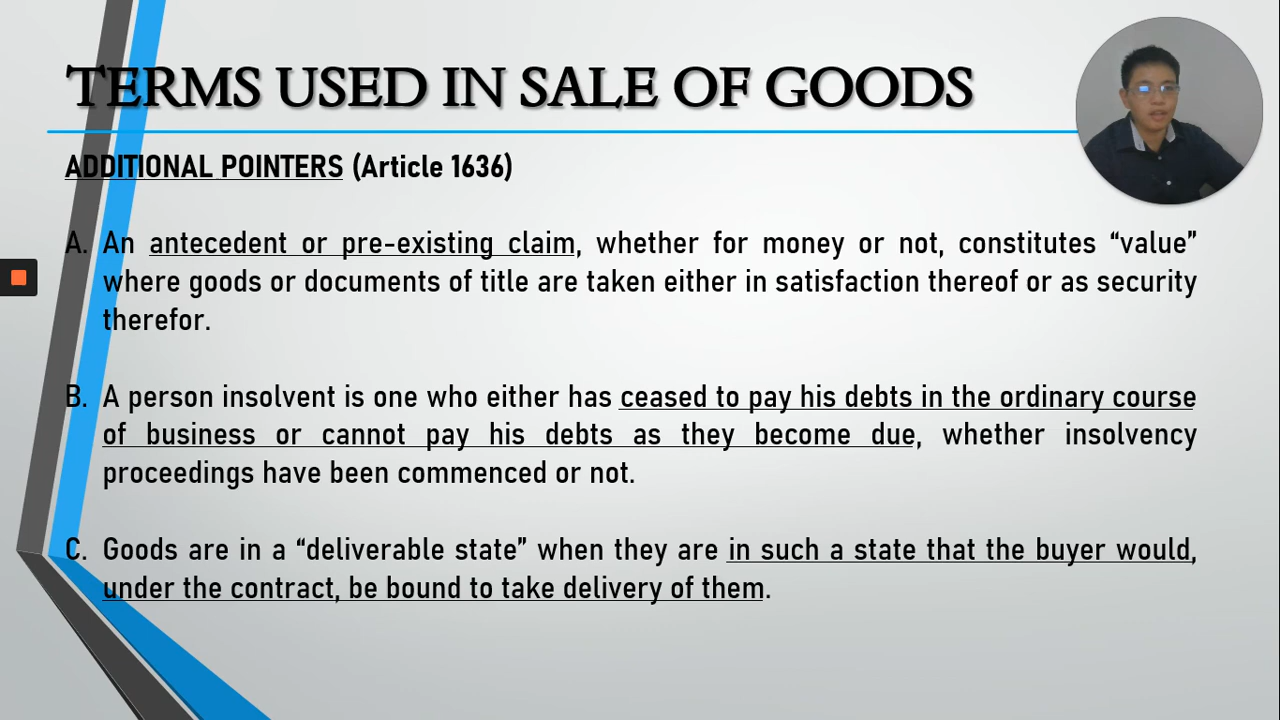 TERMS USED IN SALE OF GOODS
ADDITIONAL POINTERS (Article 1636)
A. An antecedent or pre-existing claim, whether for money or not, constitutes “value”
where goods or documents of title are taken either in satisfaction thereof or as security
therefor.
B. A person insolvent is one who either has ceased to pay his debts in the ordinary course
of business or cannot pay his debts as they become due, whether insolvency
proceedings have been commenced or not.
C. Goods are in a “deliverable state” when they are in such a state that the buyer would,
under the contract, be bound to take delivery of them.